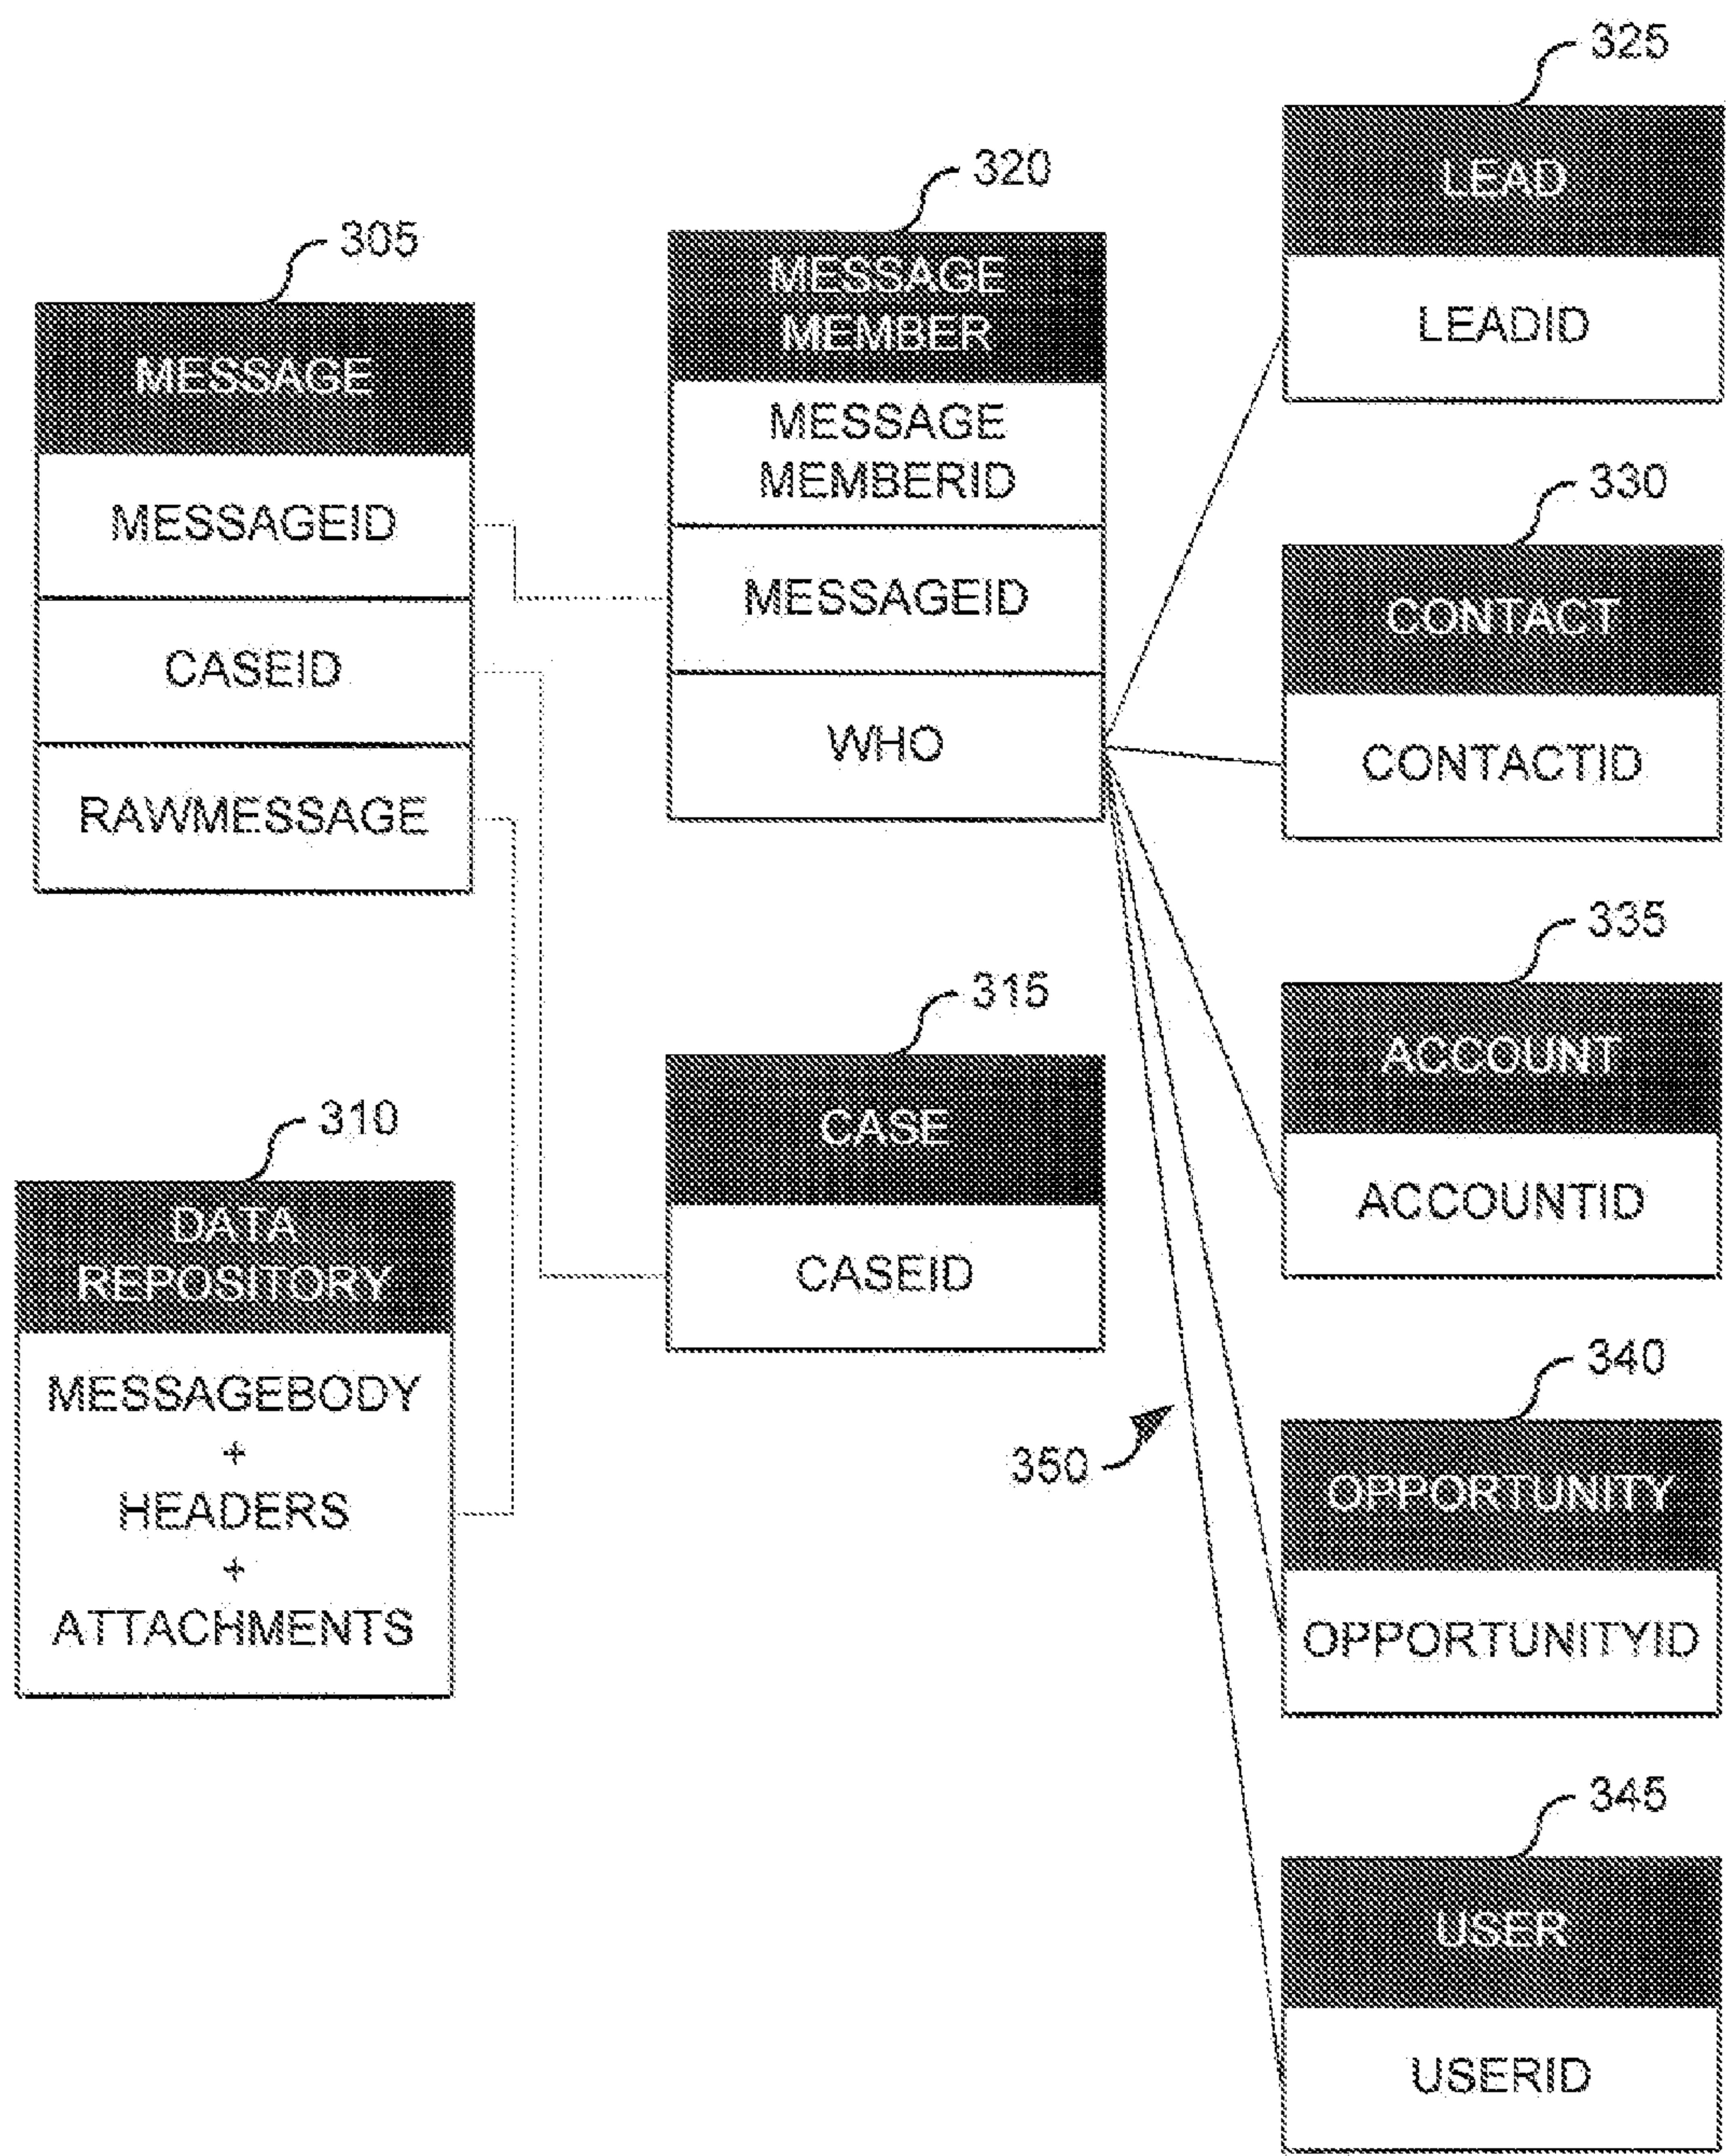 305
MESSAGE
MESSAGEID
CASEID
RAWMESSAGE
310
DATA
REPOSITORY
MESSAGEBODY
+
HEADERS
+
ATTACHMENTS
320
MESSAGE
MEMBER
MESSAGE
MEMBERID
MESSAGEID
WHO
315
CASE
CASEID
350
325
LEAD
LEADID
330
CONTACT
CONTACTID
335
ACCOUNT
ACCOUNTID
340
OPPORTUNITY
OPPORTUNITYID
345
USER
USERID